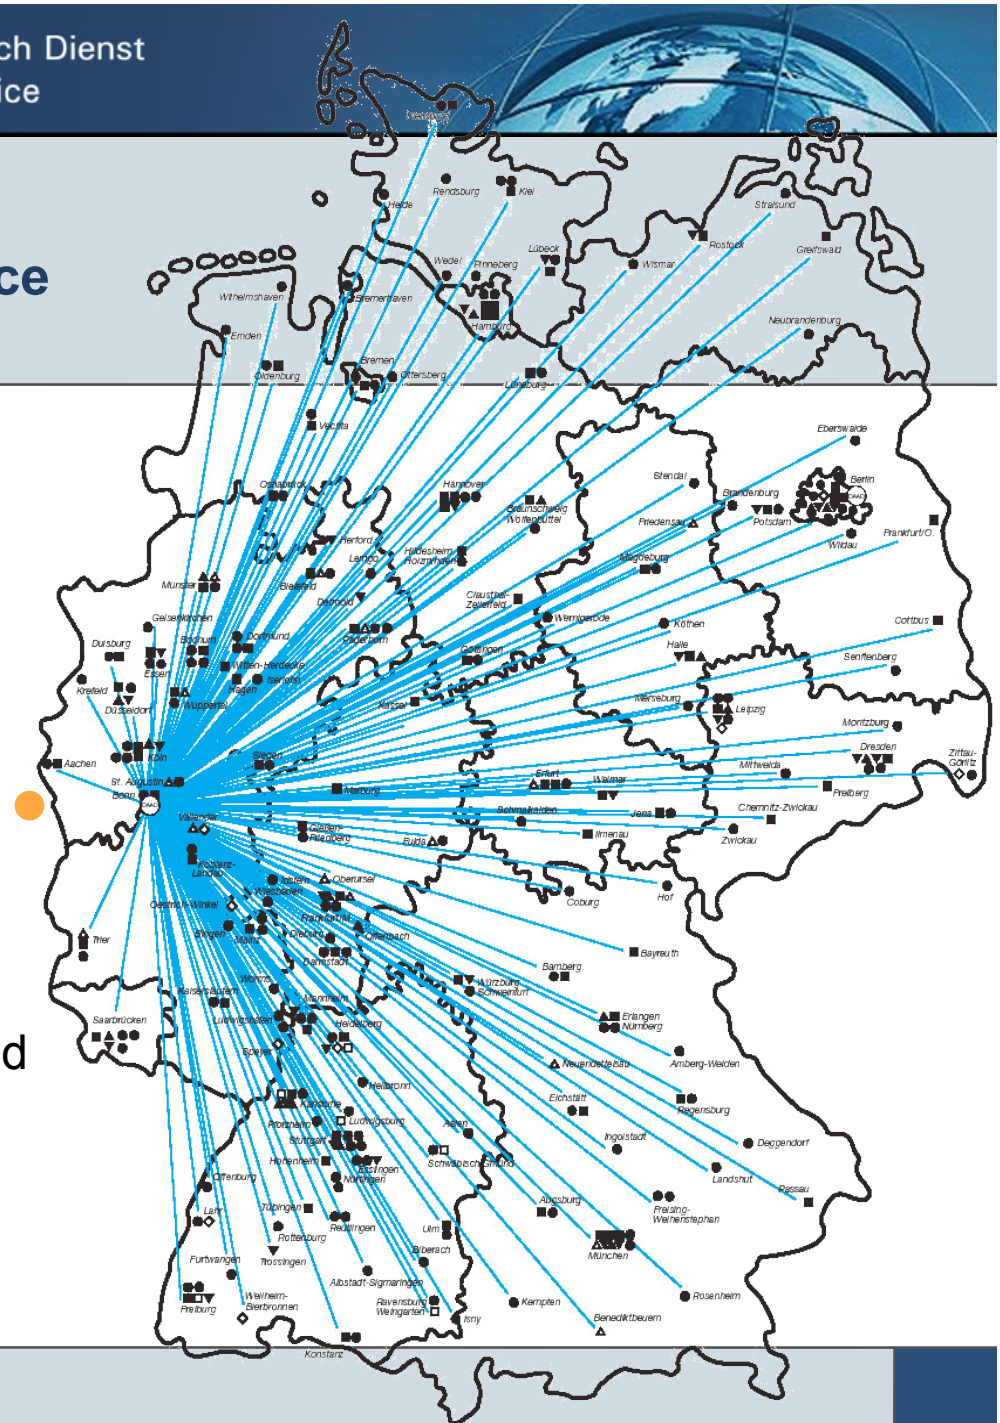 ch Dienst
ice
ce
d
Flensburg
Rendsburg
Kiel
Heide
Stralsund
Rostock
Greifswald
Lübeck
Wismar
Wedel
Pinneberg
Wilhelmshaven
Bremerhaven
Hamburg
Neubrandenburg
Emden
Bremen
Oldenburg
Ottersberg
Lüneburg
Vechta
Eberswalde
Stendal
Berlin
Osnabrück
Hannover
Brandenburg
DAAD
Braunschweig
Wolfenbüttel
Friedensau
Potsdam
Frankfurt/O.
Herford
Wildau
Hildesheim
Holzminden
Lemgo
Magdeburg
Münster
Bielefeld
Detmold
Clausthal-
Zellerfeld
Gelsenkirchen
Wernigerode
Köthen
Cottbus
Duisburg
Bochum
Dortmund
Paderborn
Halle
Göttingen
Senftenberg
Essen
Witten-Herdecke
Iserlohn
Krefeld
Hagen
Düsseldorf
Wuppertal
Kassel
Merseburg
Leipzig
Moritzburg
Köln
Siegen
Dresden
Zittau-
Görlitz
Aachen
St. Augustin
Erfurt
Weimar
Mittweida
Bonn
DAAD
Marburg
Freiberg
Vallendar
Schmalkalden
Jena
Chemnitz-Zwickau
Gießen-
Friedberg
Fulda
Ilmenau
Zwickau
Koblenz-
Landau
Idstein
Oberursel
Wiesbaden
Coburg
Hof
Oestrich-Winkel
Frankfurt/M.
Bingen
Mainz
Dieburg
Offenbach
Trier
Darmstadt
Bayreuth
Bamberg
Worms
Würzburg
Schweinfurt
Kaiserslautern
Mannheim
Saarbrücken
Ludwigshafen
Erlangen
Nürnberg
Heidelberg
Speyer
Neuendettelsau
Amberg-Weiden
Heilbronn
Karlsruhe
Eichstätt
Regensburg
Pforzheim
Ludwigsburg
Aalen
Stuttgart
Ingolstadt
Deggendorf
Hohenheim
Esslingen
Schwäbisch Gmünd
Nürtingen
Landshut
Offenburg
Passau
Lahr
Tübingen
Augsburg
Reutlingen
Freising-
Weihenstephan
Rottenburg
Ulm
Furtwangen
Trossingen
Biberach
München
Albstadt-Sigmaringen
Freiburg
Weilheim-
Bierbronnen
Ravensburg
Weingarten
Kempten
Rosenheim
Isny
Benediktbeuern
Konstanz